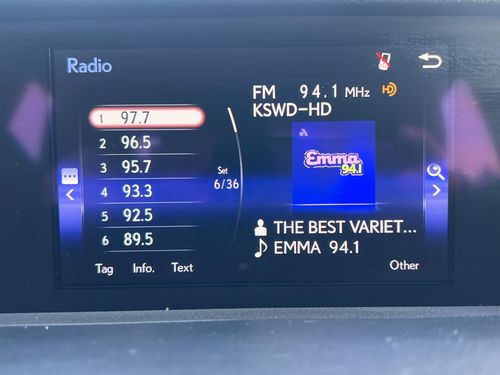 Radio
FM 94.1 MHz HD
KSWD-HD
1 97.7
2 96.5
3 95.7
4 93.3
5 92.5
6 89.5
Set
6/36
Emma
94.1
THE BEST VARIET...
EMMA 94.1
Tag Info. Text
Other